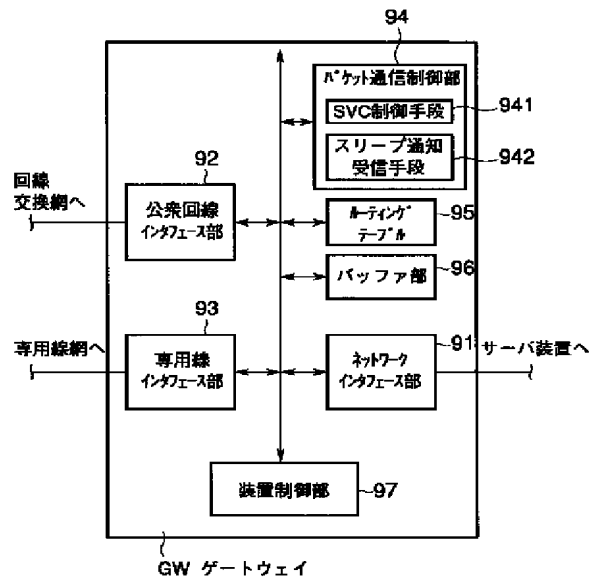 94
パケット通信制御部
SVC制御手段
941
スリープ通知
受信手段
942
92
回線
交換網へ
公衆回線
インタフェース部
ルーティング
テーブル
95
バッファ部
96
93
専用線網へ
専用線
インタフェース部
ネットワーク
インタフェース部
91
サーバ装置へ
装置制御部
97
GW ゲートウェイ